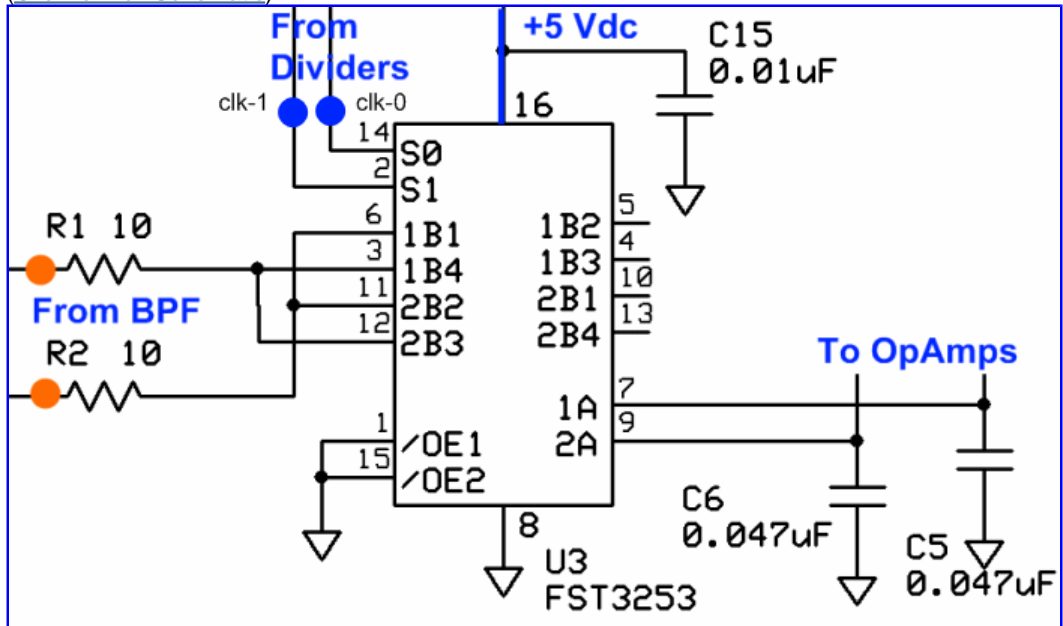 From
Dividers
+5 Vdc
C15
0.01uF
clk-1
clk-0
16
14
S0
2
S1
6
1B1
3
1B4
11
2B2
12
2B3
1
/OE1
15
/OE2
R1 10
From BPF
R2 10
5
1B2
4
1B3
10
2B1
13
2B4
To OpAmps
7
1A
9
2A
8
U3
FST3253
C6
0.047uF
C5
0.047uF